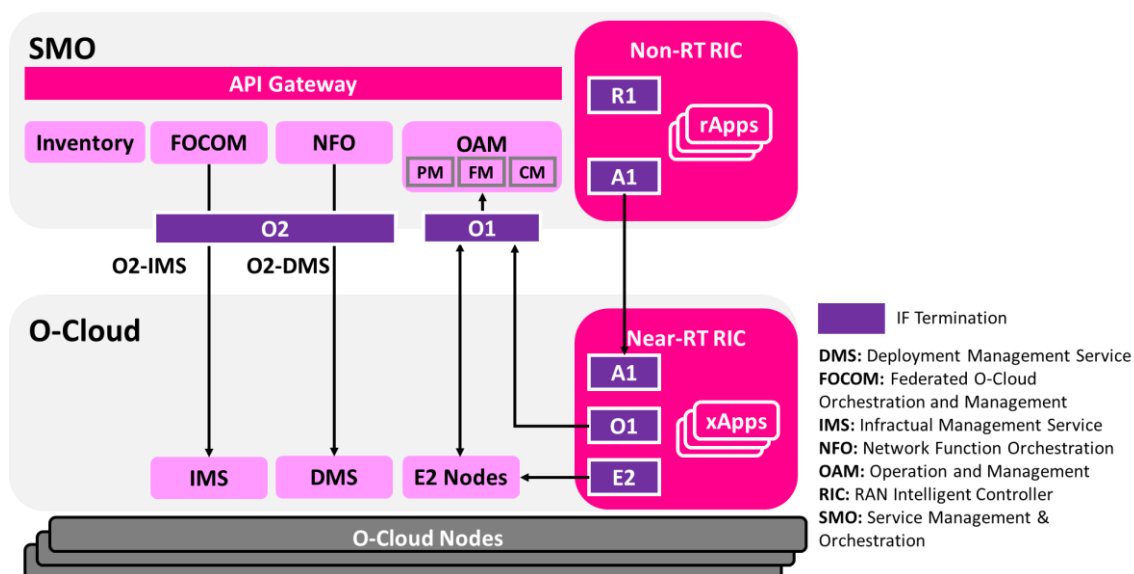 SMO
API Gateway
Inventory
FOCOM
NFO
OAM
PM
FM
CM
Non-RT RIC
R1
rApps
A1
O2
O1
O2-IMS
O2-DMS
O-Cloud
Near-RT RIC
A1
O1
xApps
E2
IMS
DMS
E2 Nodes
O-Cloud Nodes
IF Termination
DMS: Deployment Management Service
FOCOM: Federated O-Cloud
Orchestration and Management
IMS: Infractual Management Service
NFO: Network Function Orchestration
OAM: Operation and Management
RIC: RAN Intelligent Controller
SMO: Service Management &
Orchestration